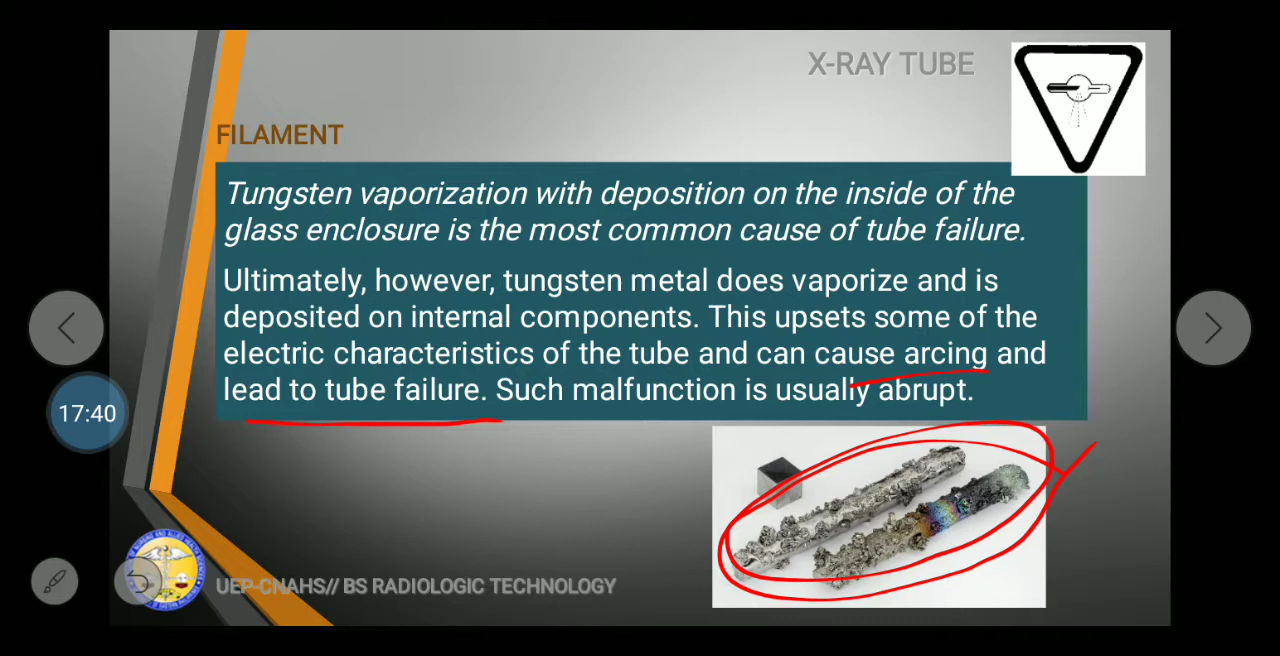 X-RAY TUBE
FILAMENT
Tungsten vaporization with deposition on the inside of the
glass enclosure is the most common cause of tube failure.
Ultimately, however, tungsten metal does vaporize and is
deposited on internal components. This upsets some of the
electric characteristics of the tube and can cause arcing and
lead to tube failure. Such malfunction is usually abrupt.
17:40
UEP-CNAHS// BS RADIOLOGIC TECHNOLOGY